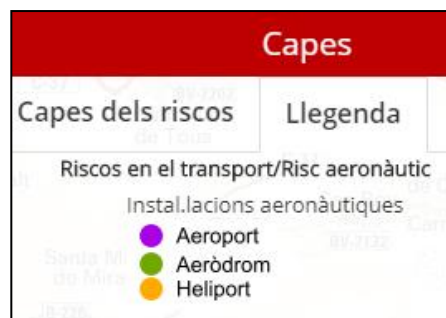 Capes
Capes dels riscos
Llegenda
Riscos en el transport/Risc aeronàutic
Instal.lacions aeronàutiques
Aeroport
Aeròdrom
Heliport